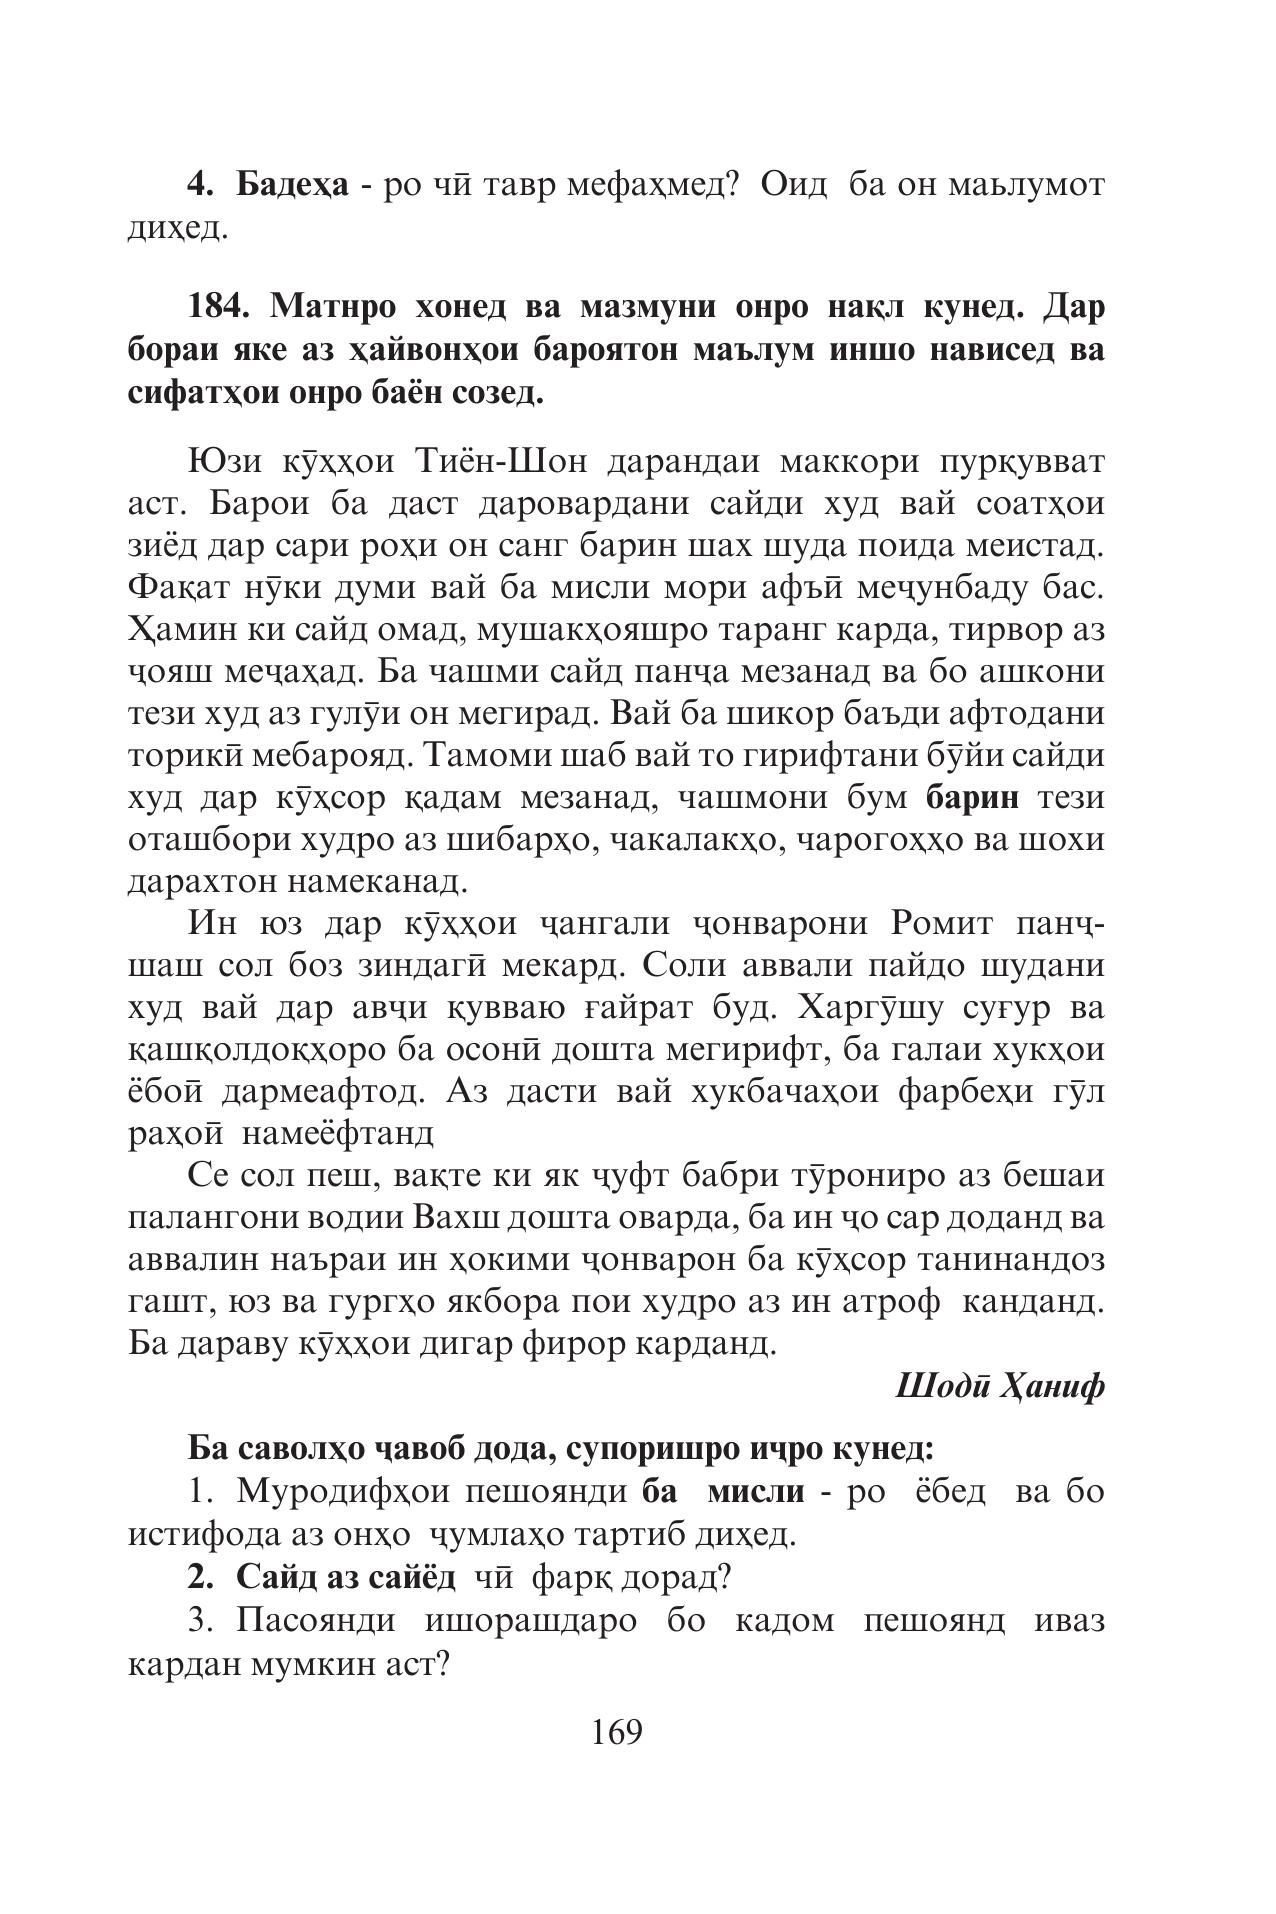 4. Бадеҳа - ро чӣ тавр мефаҳмед? Оид ба он маьлумот
диҳед.
184. Матнро хонед ва мазмуни онро нақл кунед. Дар
бораи яке аз ҳайвонҳои бароятон маълум иншо нависед ва
сифатҳои онро баён созед.
Юзи кӯҳҳои Тиён-Шон дарандаи маккори пурқувват
аст. Барои ба даст даровардани сайди худ вай соатҳои
зиёд дар сари роҳи он санг барин шах шуда поида меистад.
Фақат нӯки думи вай ба мисли мори афъӣ меҷунбаду бас.
Ҳамин ки сайд омад, мушакҳояшро таранг карда, тирвор аз
ҷояш меҷаҳад. Ба чашми сайд панҷа мезанад ва бо ашкони
тези худ аз гулӯи он мегирад. Вай ба шикор баъди афтодани
торикӣ мебарояд. Тамоми шаб вай то гирифтани бӯйи сайди
худ дар кӯҳсор қадам мезанад, чашмони бум барин тези
оташбори худро аз шибарҳо, чакалакҳо, чарогоҳҳо ва шохи
дарахтон намеканад.
Ин юз дар кӯҳҳои ҷангали ҷонварони Ромит панҷ-
шаш сол боз зиндагӣ мекард. Соли аввали пайдо шудани
худ вай дар авҷи қувваю ғайрат буд. Харгӯшу суғур ва
қашқолдоқҳоро ба осонӣ дошта мегирифт, ба галаи хукҳои
ёбоӣ дармеафтод. Аз дасти вай хукбачаҳои фарбеҳи гӯл
раҳоӣ намеёфтанд
Се сол пеш, вақте ки як ҷуфт бабри тӯрониро аз бешаи
палангони водии Вахш дошта оварда, ба ин ҷо сар доданд ва
аввалин наъраи ин ҳокими ҷонварон ба кӯҳсор танинандоз
гашт, юз ва гургҳо якбора пои худро аз ин атроф канданд.
Ба дараву кӯҳҳои дигар фирор карданд.
Шодӣ Ҳаниф
Ба саволҳо ҷавоб дода, супоришро иҷро кунед:
1. Муродифҳои пешоянди ба мисли - ро ёбед ва бо
истифода аз онҳо ҷумлаҳо тартиб диҳед.
2. Сайд аз сайёд чӣ фарқ дорад?
3. Пасоянди ишорашдаро бо кадом пешоянд иваз
кардан мумкин аст?
169